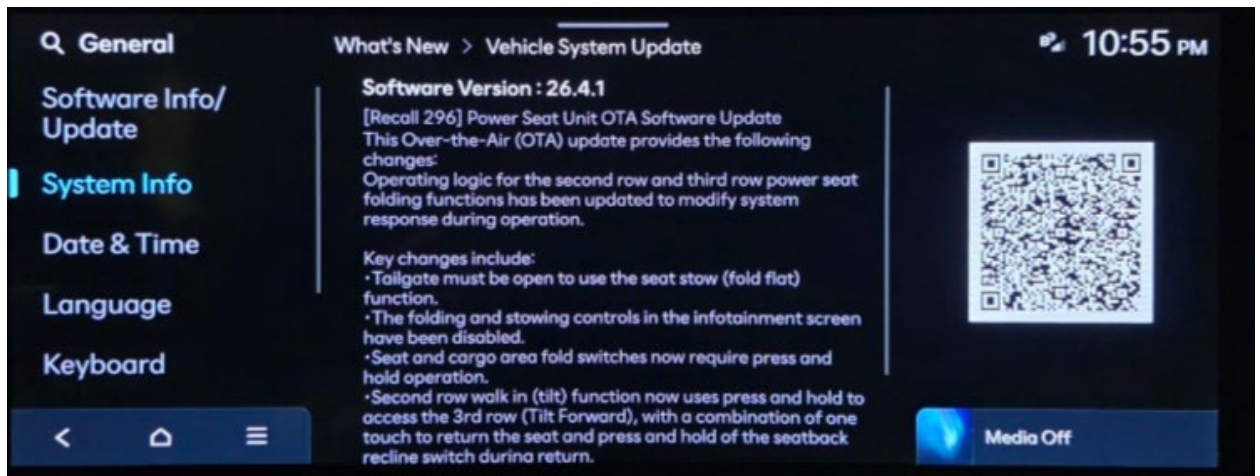 General
Software Info/
Update
System Info
Date & Time
Language
Keyboard
What's New > Vehicle System Update
10:55 PM
Software Version : 26.4.1
[Recall 296] Power Seat Unit OTA Software Update
This Over-the-Air (OTA) update provides the following
changes:
Operating logic for the second row and third row power seat
folding functions has been updated to modify system
response during operation.
Key changes include:
•Tailgate must be open to use the seat stow (fold flat)
function.
•The folding and stowing controls in the infotainment screen
have been disabled.
•Seat and cargo area fold switches now require press and
hold operation.
•Second row walk in (tilt) function now uses press and hold to
access the 3rd row (Tilt Forward), with a combination of one
touch to return the seat and press and hold of the seatback
recline switch during return.
Media Off